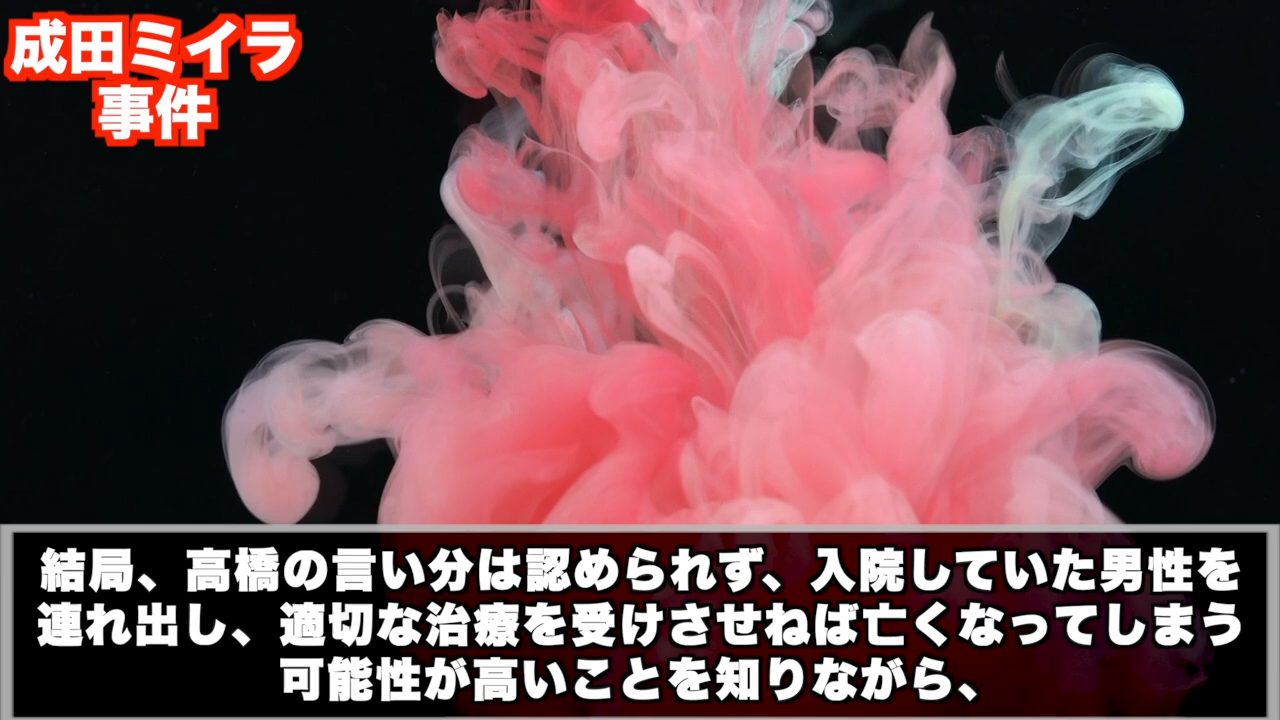 成田ミイラ
事件
結局、高橋の言い分は認められず、入院していた男性を
連れ出し、適切な治療を受けさせねば亡くなってしまう
可能性が高いことを知りながら、